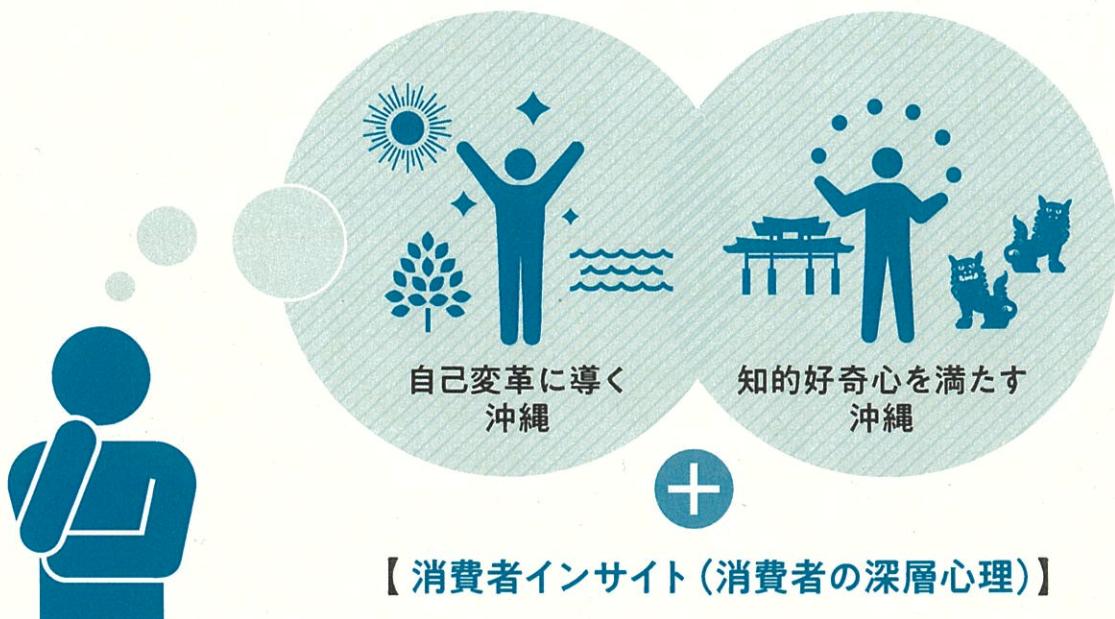 自己変革に導く
沖縄
知的好奇心を満たす
沖縄
【消費者インサイト（消費者の深層心理）】